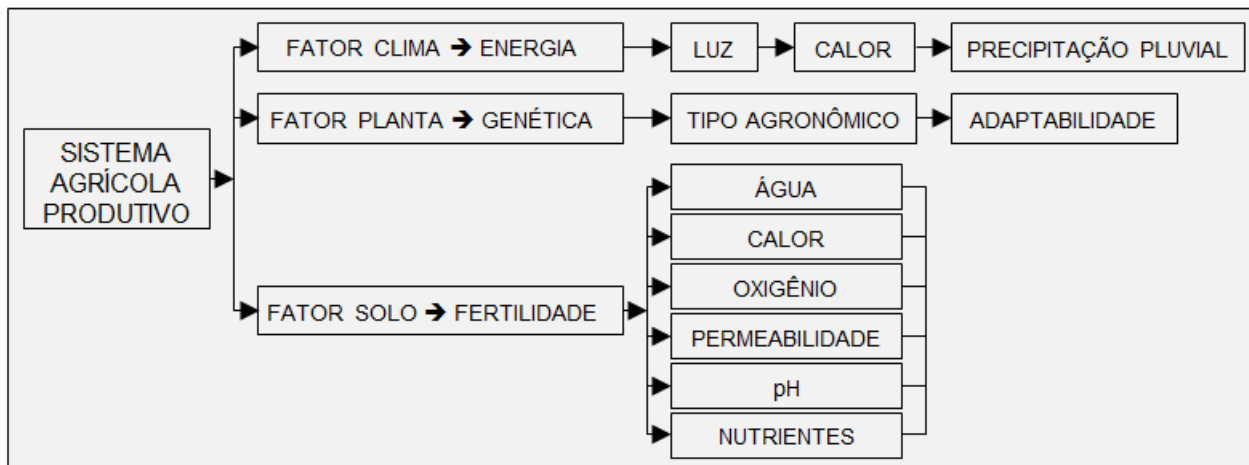 FATOR CLIMA ➔ ENERGIA
LUZ
CALOR
PRECIPITAÇÃO PLUVIAL
FATOR PLANTA ➔ GENÉTICA
TIPO AGRONÔMICO
ADAPTABILIDADE
SISTEMA
AGRÍCOLA
PRODUTIVO
FATOR SOLO ➔ FERTILIDADE
ÁGUA
CALOR
OXIGÊNIO
PERMEABILIDADE
pH
NUTRIENTES